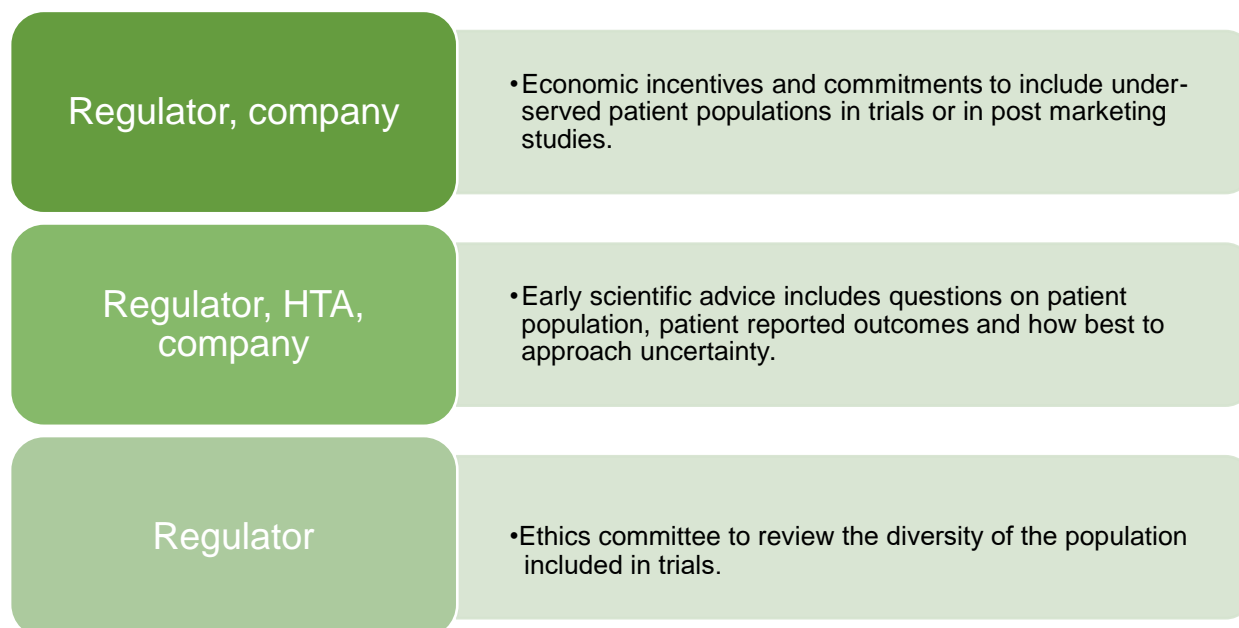 Regulator, company
•Economic incentives and commitments to include under-
served patient populations in trials or in post marketing
studies.
Regulator, HTA,
company
•Early scientific advice includes questions on patient
population, patient reported outcomes and how best to
approach uncertainty.
Regulator
•Ethics committee to review the diversity of the population
included in trials.